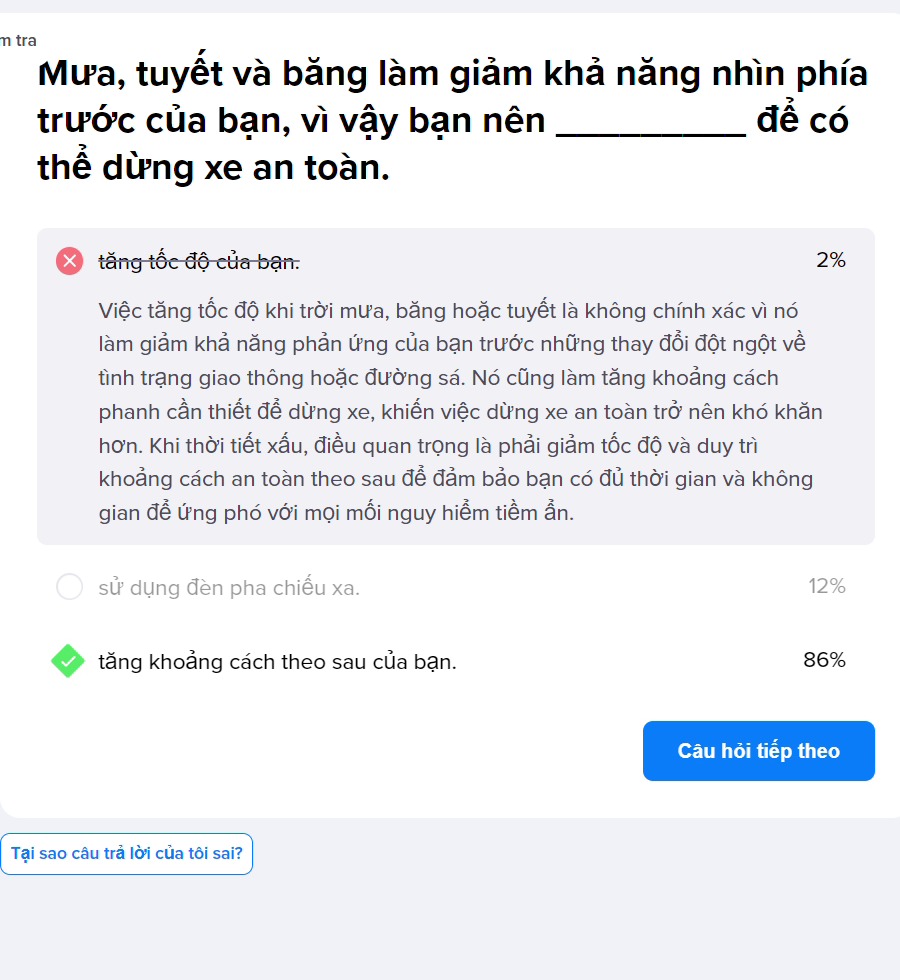 m tra
Mưa, tuyết và băng làm giảm khả năng nhìn phía
trước của bạn, vì vậy bạn nên __________ để có
thể dừng xe an toàn.
tăng tốc độ của bạn. 2%
Việc tăng tốc độ khi trời mưa, băng hoặc tuyết là không chính xác vì nó
làm giảm khả năng phản ứng của bạn trước những thay đổi đột ngột về
tình trạng giao thông hoặc đường sá. Nó cũng làm tăng khoảng cách
phanh cần thiết để dừng xe, khiến việc dừng xe an toàn trở nên khó khăn
hơn. Khi thời tiết xấu, điều quan trọng là phải giảm tốc độ và duy trì
khoảng cách an toàn theo sau để đảm bảo bạn có đủ thời gian và không
gian để ứng phó với mọi mối nguy hiểm tiềm ẩn.
sử dụng đèn pha chiếu xa. 12%
tăng khoảng cách theo sau của bạn. 86%
Câu hỏi tiếp theo
Tại sao câu trả lời của tôi sai?